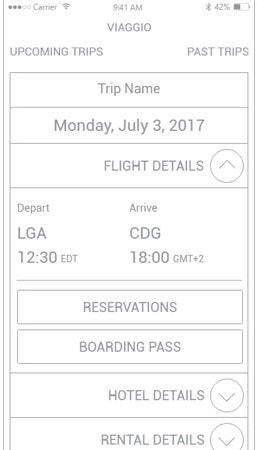 Carrier 9:41 AM 42%
VIAGGIO
UPCOMING TRIPS PAST TRIPS
Trip Name
Monday, July 3, 2017
FLIGHT DETAILS
Depart Arrive
LGA CDG
12:30 EDT 18:00 GMT+2
RESERVATIONS
BOARDING PASS
HOTEL DETAILS
RENTAL DETAILS